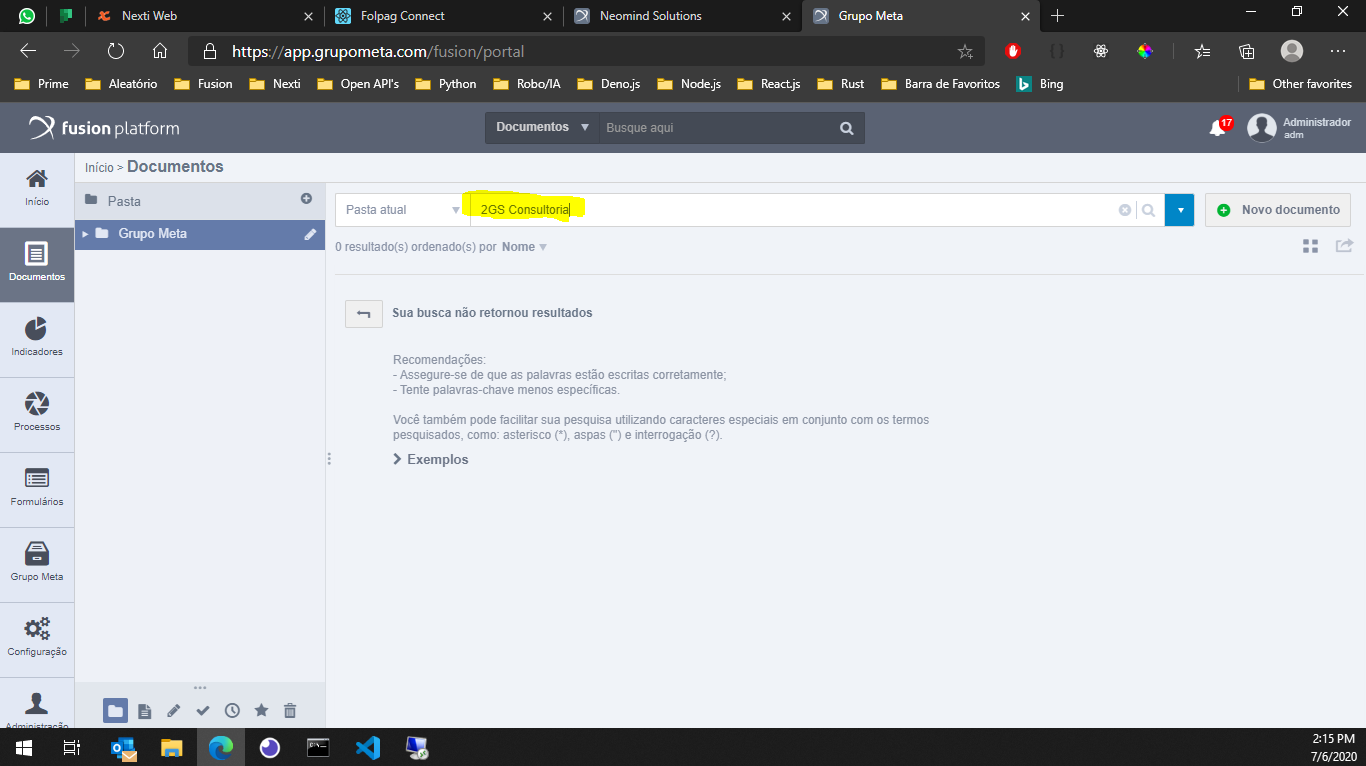 Nexti Web
Folpag Connect
Neomind Solutions
Grupo Meta
https://app.grupometa.com/fusion/portal
Prime Aleatório Fusion Nexti Open API's Python Robo/IA Deno.js Node.js React.js Rust Barra de Favoritos Bing Other favorites
fusion platform
Documentos Busque aqui
17
Administrador
adm
Início > Documentos
Início
Documentos
Indicadores
Processos
Formulários
Grupo Meta
Configuração
Administração
Pasta
Grupo Meta
Pasta atual 2GS Consultoria
Novo documento
0 resultado(s) ordenado(s) por Nome
Sua busca não retornou resultados
Recomendações:
- Assegure-se de que as palavras estão escritas corretamente;
- Tente palavras-chave menos específicas.
Você também pode facilitar sua pesquisa utilizando caracteres especiais em conjunto com os termos
pesquisados, como: asterisco (*), aspas (") e interrogação (?).
Exemplos
2:15 PM
7/6/2020